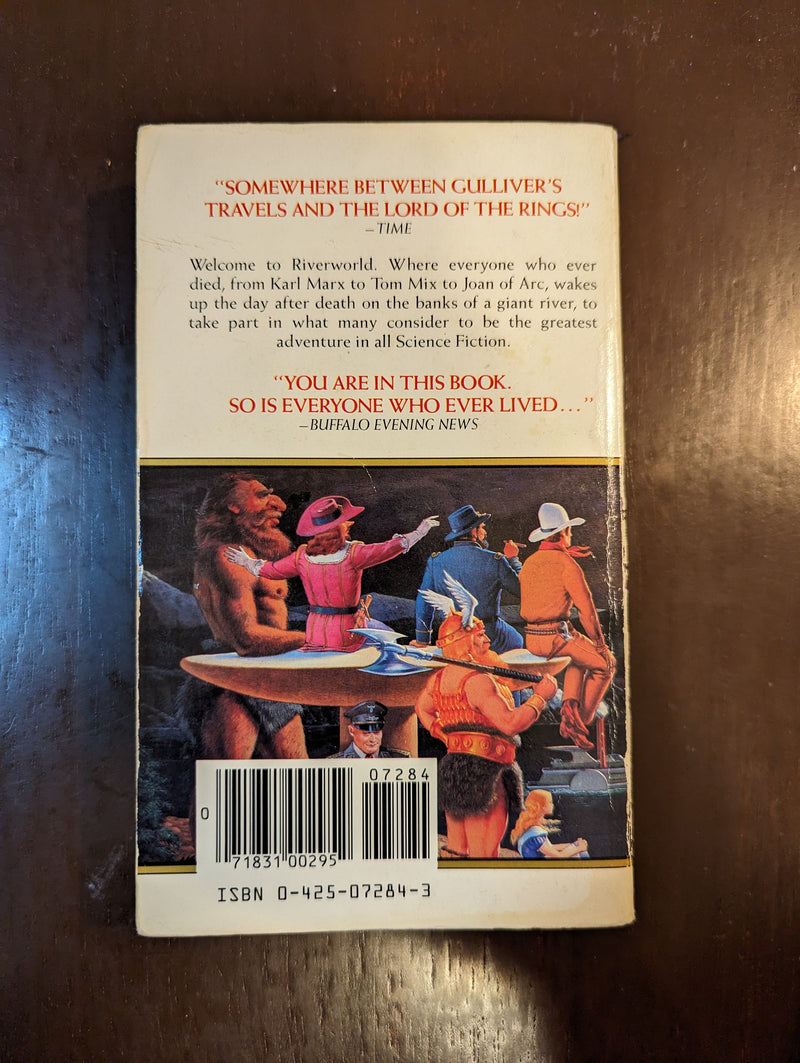 “SOMEWHERE BETWEEN GULLIVER’S
TRAVELS AND THE LORD OF THE RINGS!”
–TIME
Welcome to Riverworld. Where everyone who ever
died, from Karl Marx to Tom Mix to Joan of Arc, wakes
up the day after death on the banks of a giant river, to
take part in what many consider to be the greatest
adventure in all Science Fiction.
“YOU ARE IN THIS BOOK.
SO IS EVERYONE WHO EVER LIVED...”
–BUFFALO EVENING NEWS
07284
0
71831 00295
ISBN 0-425-07284-3